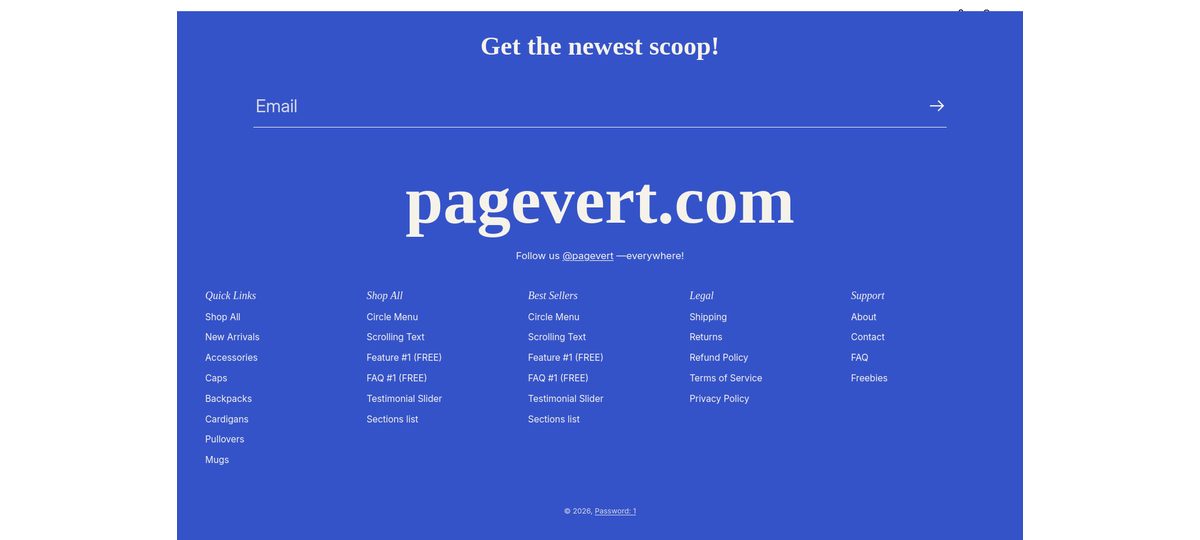 Get the newest scoop!
Email
pagevert.com
Follow us @pagevert —everywhere!
Quick Links
Shop All
New Arrivals
Accessories
Caps
Backpacks
Cardigans
Pullovers
Mugs
Shop All
Circle Menu
Scrolling Text
Feature #1 (FREE)
FAQ #1 (FREE)
Testimonial Slider
Sections list
Best Sellers
Circle Menu
Scrolling Text
Feature #1 (FREE)
FAQ #1 (FREE)
Testimonial Slider
Sections list
Legal
Shipping
Returns
Refund Policy
Terms of Service
Privacy Policy
Support
About
Contact
FAQ
Freebies
© 2026, Password: 1